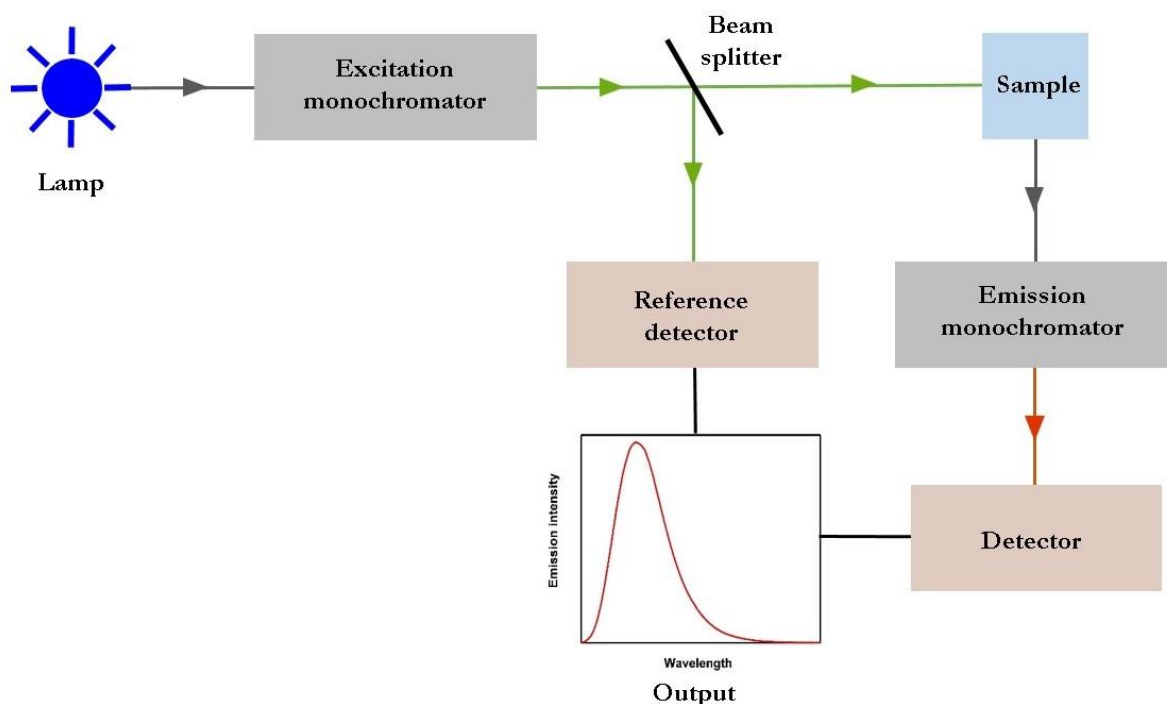 Beam
splitter
Excitation
monochromator
Sample
Lamp
Reference
detector
Emission
monochromator
Emission intensity
Detector
Wavelength
Output